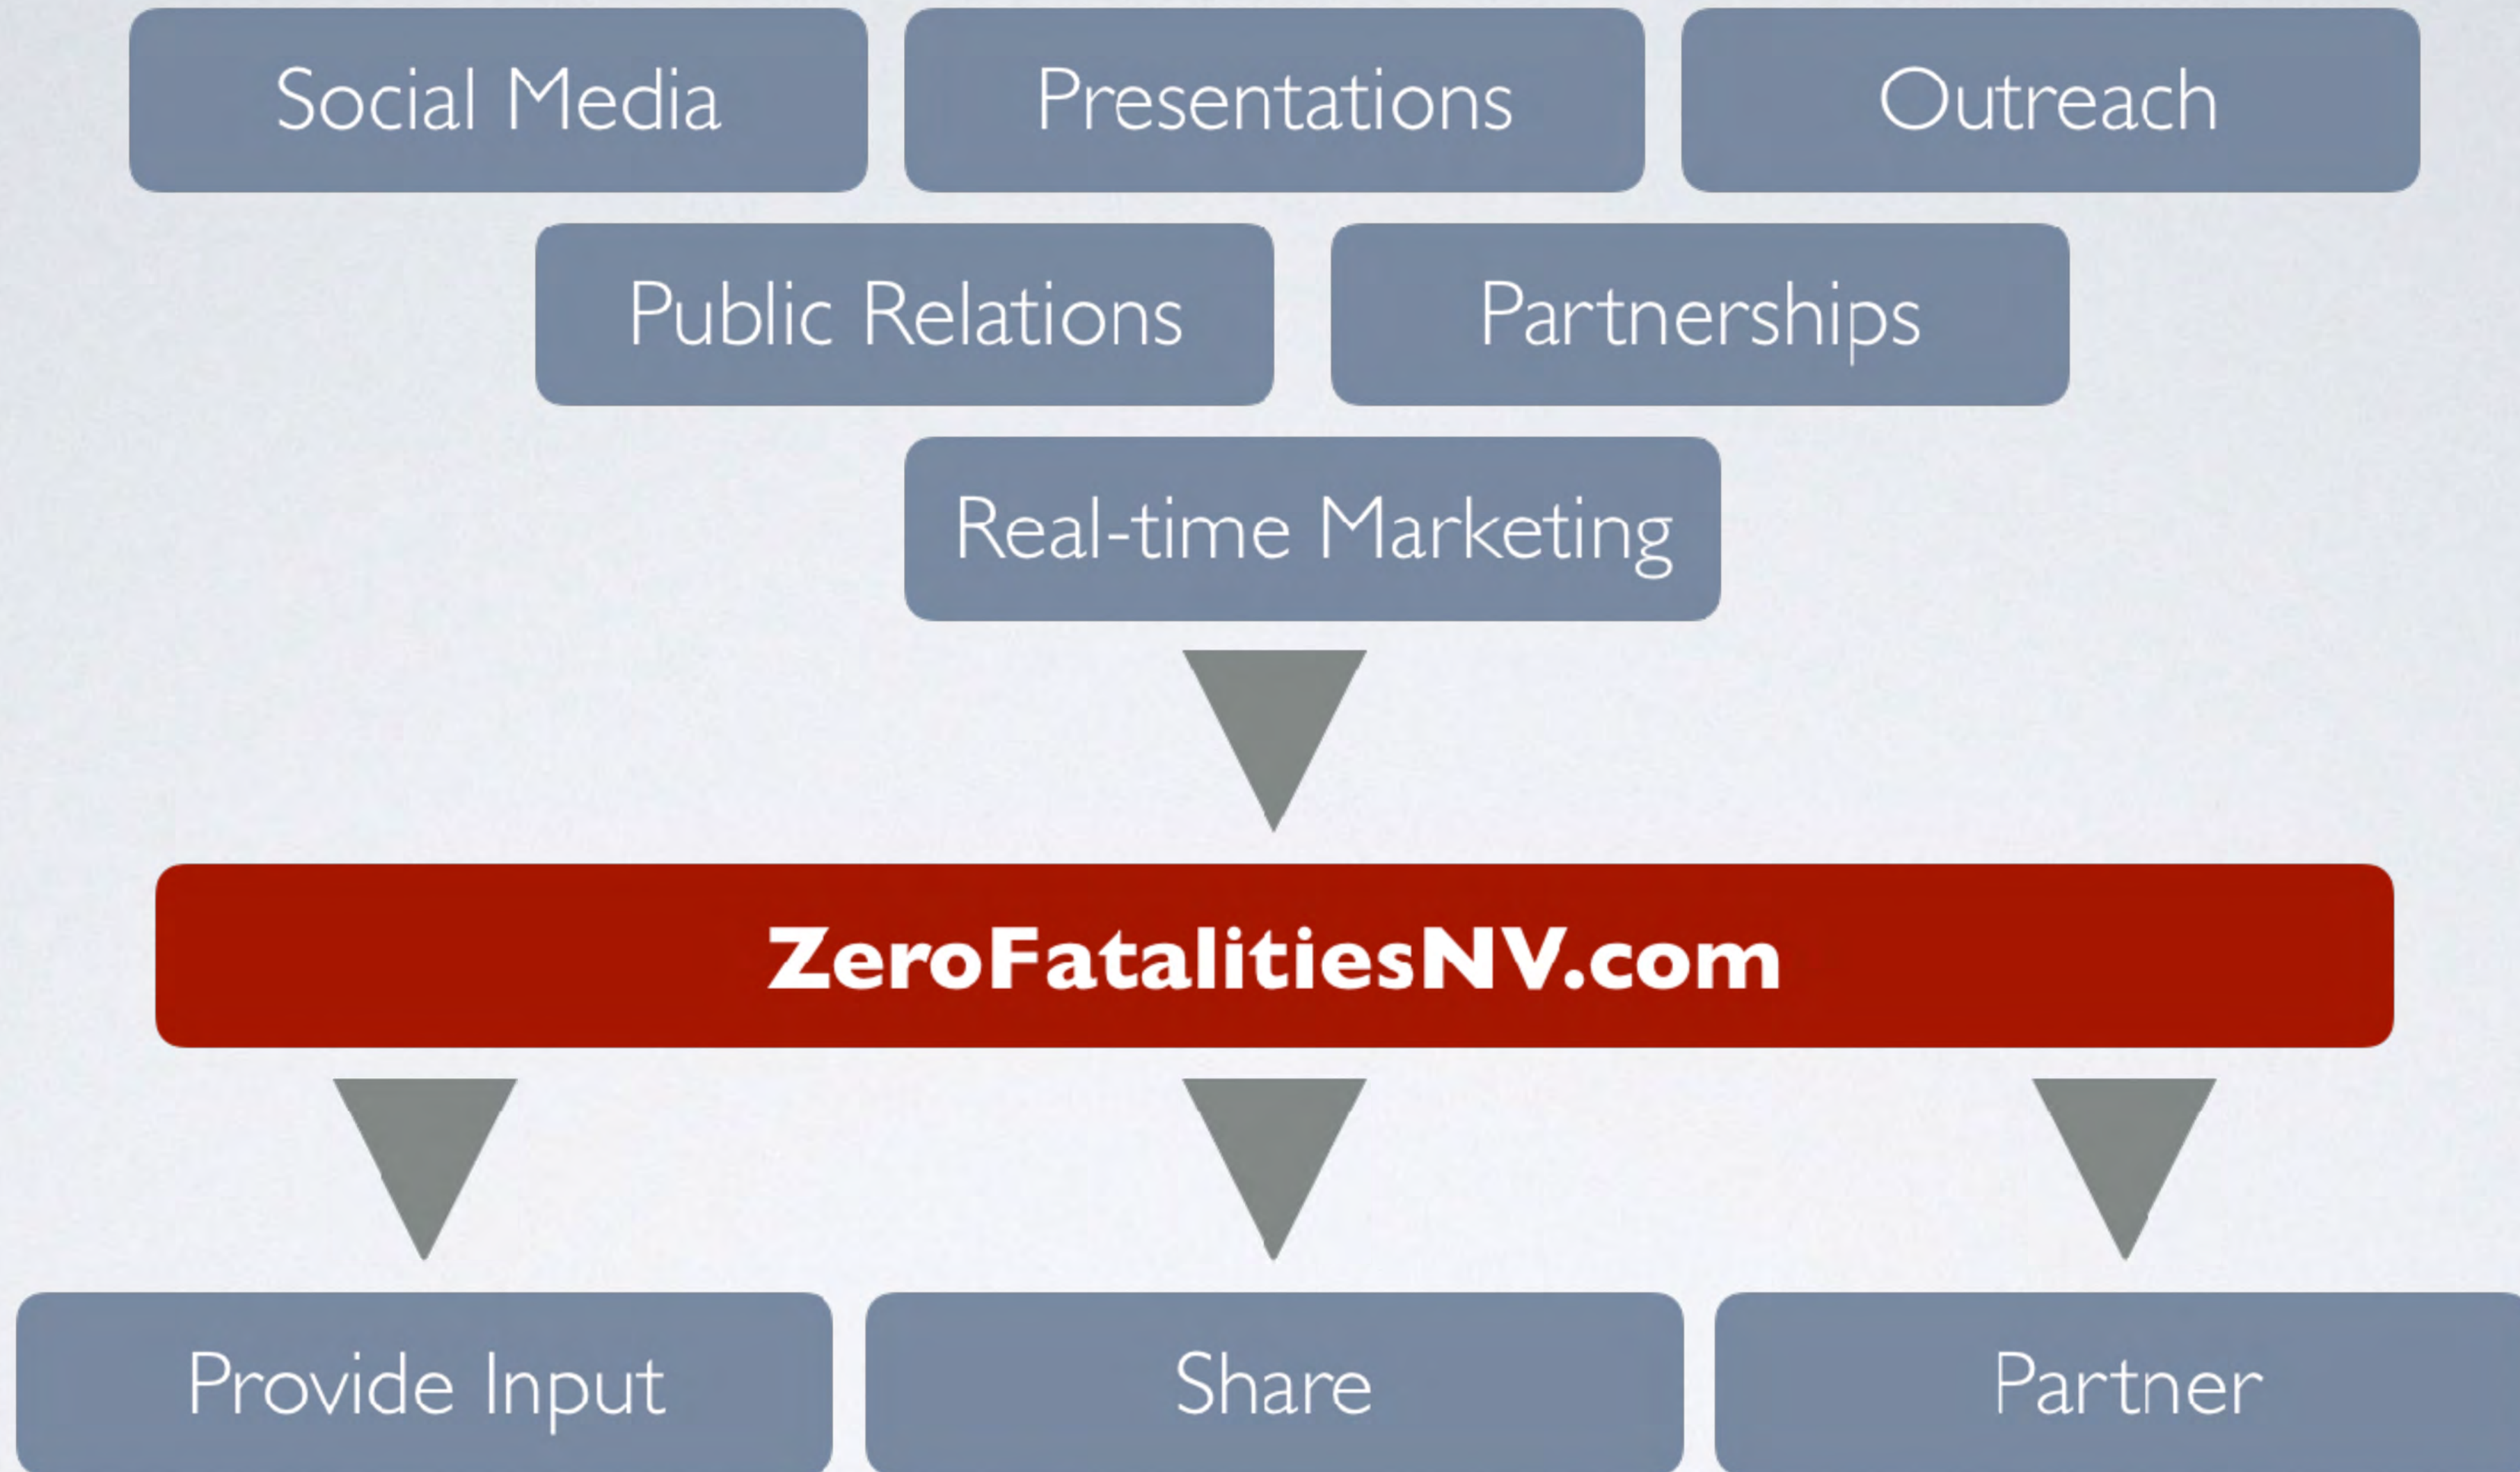 Social Media
Presentations
Outreach
Public Relations
Partnerships
Real-time Marketing
ZeroFatalitiesNV.com
Provide Input
Share
Partner